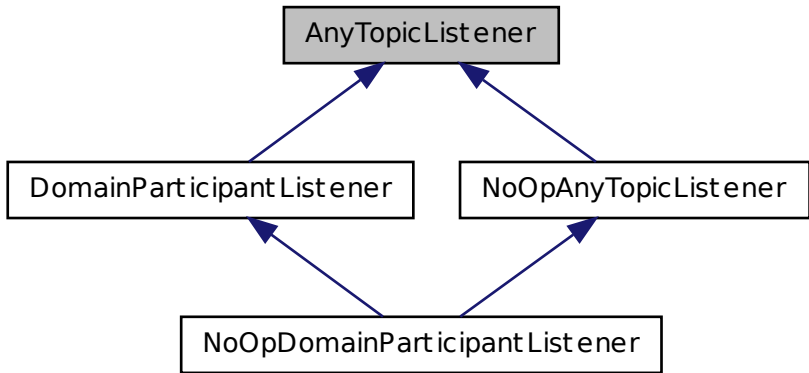 AnyTopicListener
DomainParticipantListener
NoOpAnyTopicListener
NoOpDomainParticipantListener